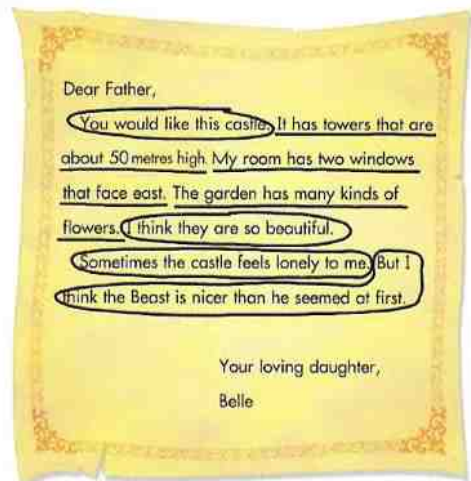 Dear Father,
You would like this castle. It has towers that are
about 50 metres high. My room has two windows
that face east. The garden has many kinds of
flowers. I think they are so beautiful.
Sometimes the castle feels lonely to me. But I
think the Beast is nicer than he seemed at first.
Your loving daughter,
Belle